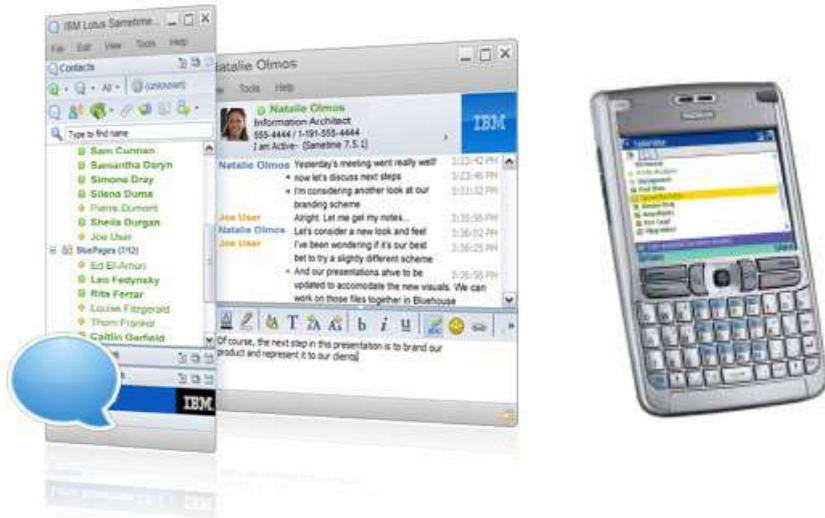 IBM Lotus Sametime...
File Edit View Tools Help
Contacts
All (unknown)
Type to find name
Sam Cunnan
Samantha Daryn
Simone Dray
Silena Duma
Pierre Dumont
Sheila Durgan
Joe User
BluePages (7/12)
Ed El-Amon
Leo Fedynsky
Rita Ferrar
Louise Fitzgerald
Thom Frankel
Caitlin Garfield
IBM
Natalie Olmos
Tools Help
Natalie Olmos
Information Architect
555-4444 / 1-191-555-4444
I am Active- (Sametime 7.5.1)
IBM
Natalie Olmos Yesterday's meeting went really well! 3:23:42 PM
now let's discuss next steps 3:23:46 PM
I'm considering another look at our 3:31:32 PM
branding scheme
Joe User Alright. Let me get my notes... 3:35:56 PM
Natalie Olmos Let's consider a new look and feel 3:36:02 PM
Joe User I've been wondering if it's our best 3:36:25 PM
bet to try a slightly different scheme
And our presentations ahve to be 3:36:58 PM
updated to accomodate the new visuals. We can
work on those files together in Bluehouse
A T A A b i u
Of course, the next step in this presentation is to brand our
product and represent it to our clients
NOKIA